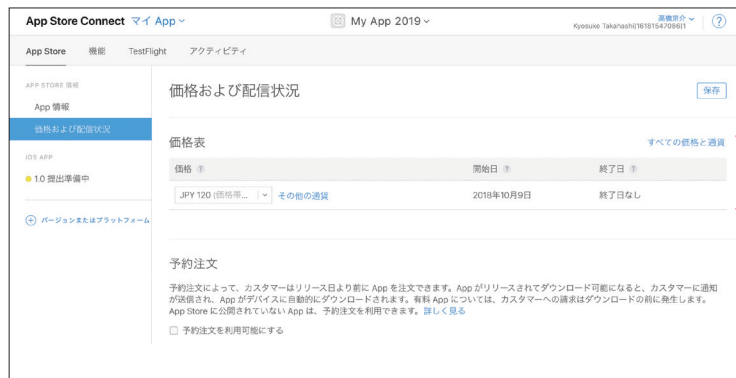 App Store Connect マイ App
My App 2019
高橋京介
Kyosuke Takahashi(16181547086(1
?
App Store 機能 TestFlight アクティビティ
APP STORE 情報
App 情報
価格および配信状況
iOS APP
1.0 提出準備中
バージョンまたはプラットフォーム
価格および配信状況
保存
価格表
すべての価格と通貨
価格 ? 開始日 ? 終了日 ?
JPY 120 (価格帯... その他の通貨 2018年10月9日 終了日なし
予約注文
予約注文によって、カスタマーはリリース日より前に App を注文できます。App がリリースされてダウンロード可能になると、カスタマーに通知
が送信され、App がデバイスに自動的にダウンロードされます。有料 App については、カスタマーへの請求はダウンロードの前に発生します。
App Store に公開されていない App は、予約注文を利用できます。詳しく見る
予約注文を利用可能にする